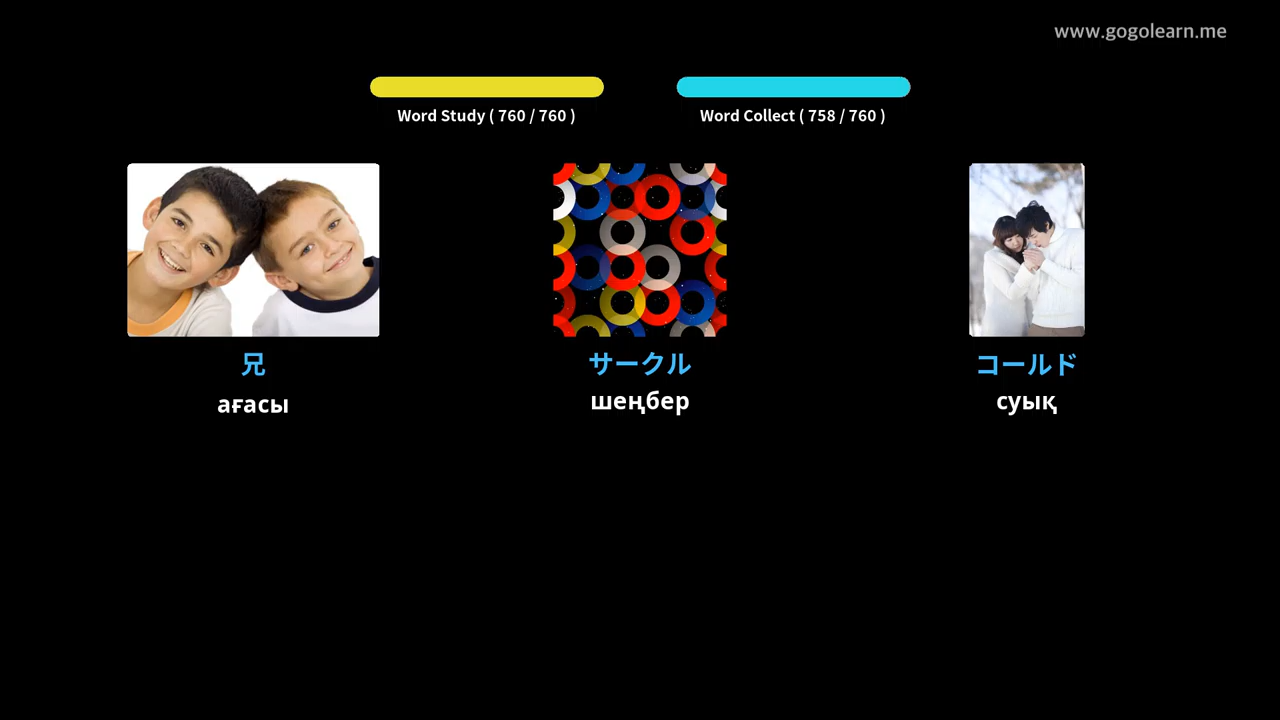 www.gogolearn.me
Word Study ( 760 / 760 )
Word Collect ( 758 / 760 )
兄
サークル
コールド
ағасы
шеңбер
суық